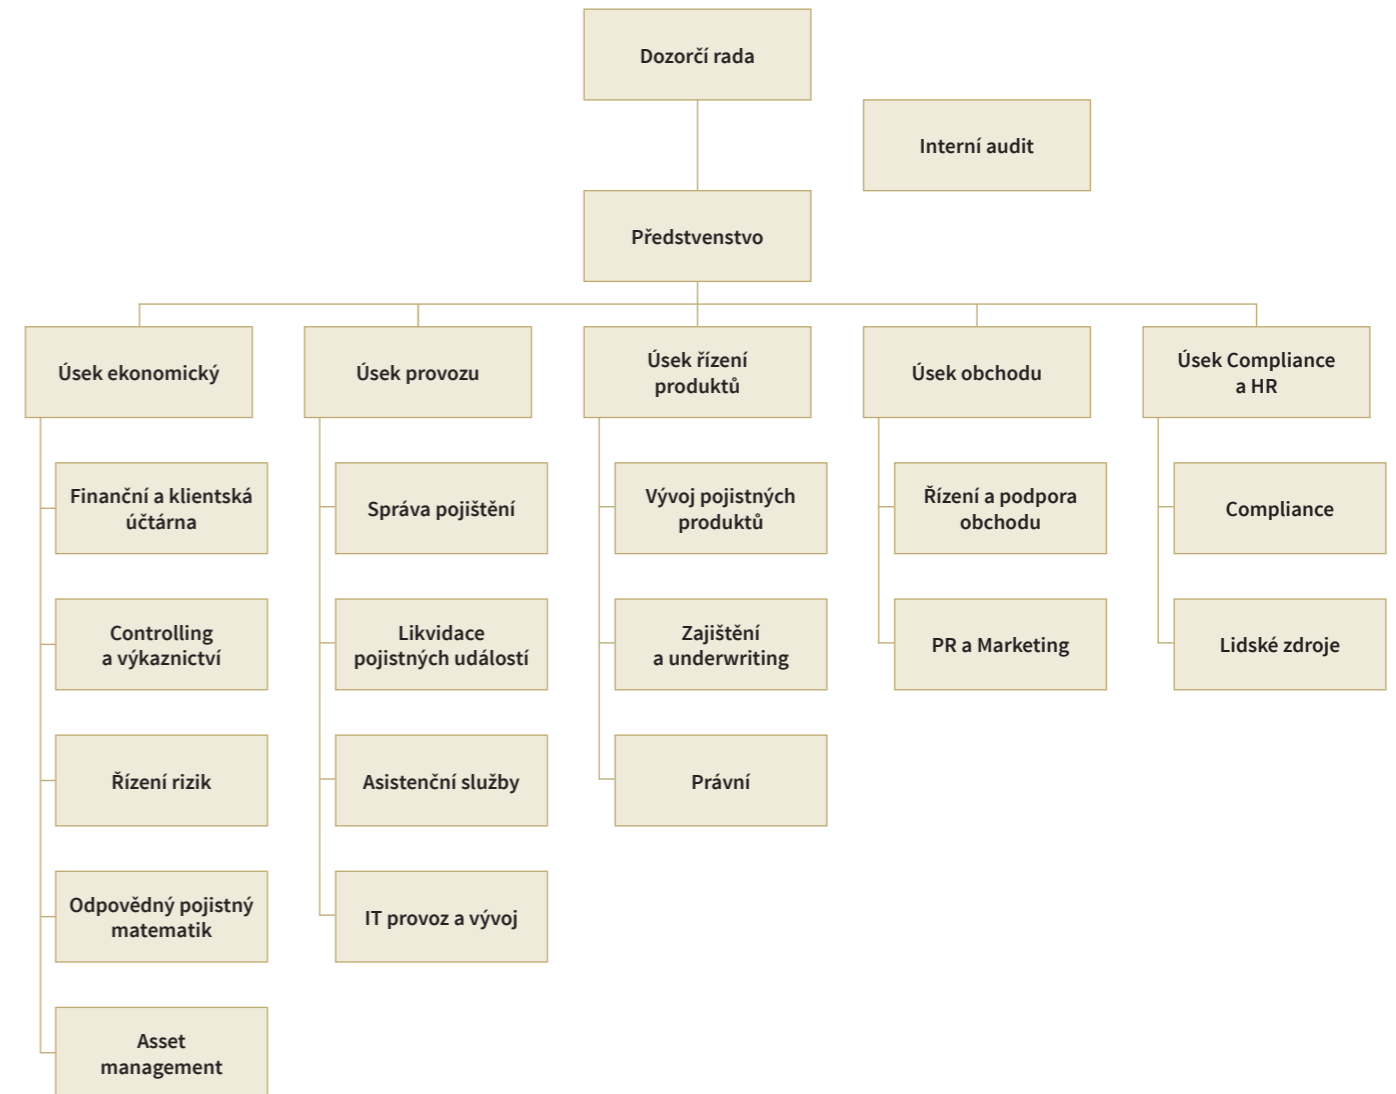 Dozorčí rada
Interní audit
Předstvenstvo
Úsek ekonomický
Úsek provozu
Úsek řízení
produktů
Úsek obchodu
Úsek Compliance
a HR
Finanční a klientská
účtárna
Správa pojištění
Vývoj pojistných
produktů
Řízení a podpora
obchodu
Compliance
Controlling
a výkaznictví
Likvidace
pojistných událostí
Zajištění
a underwriting
PR a Marketing
Lidské zdroje
Řízení rizik
Asistenční služby
Právní
Odpovědný pojistný
matematik
IT provoz a vývoj
Asset
management